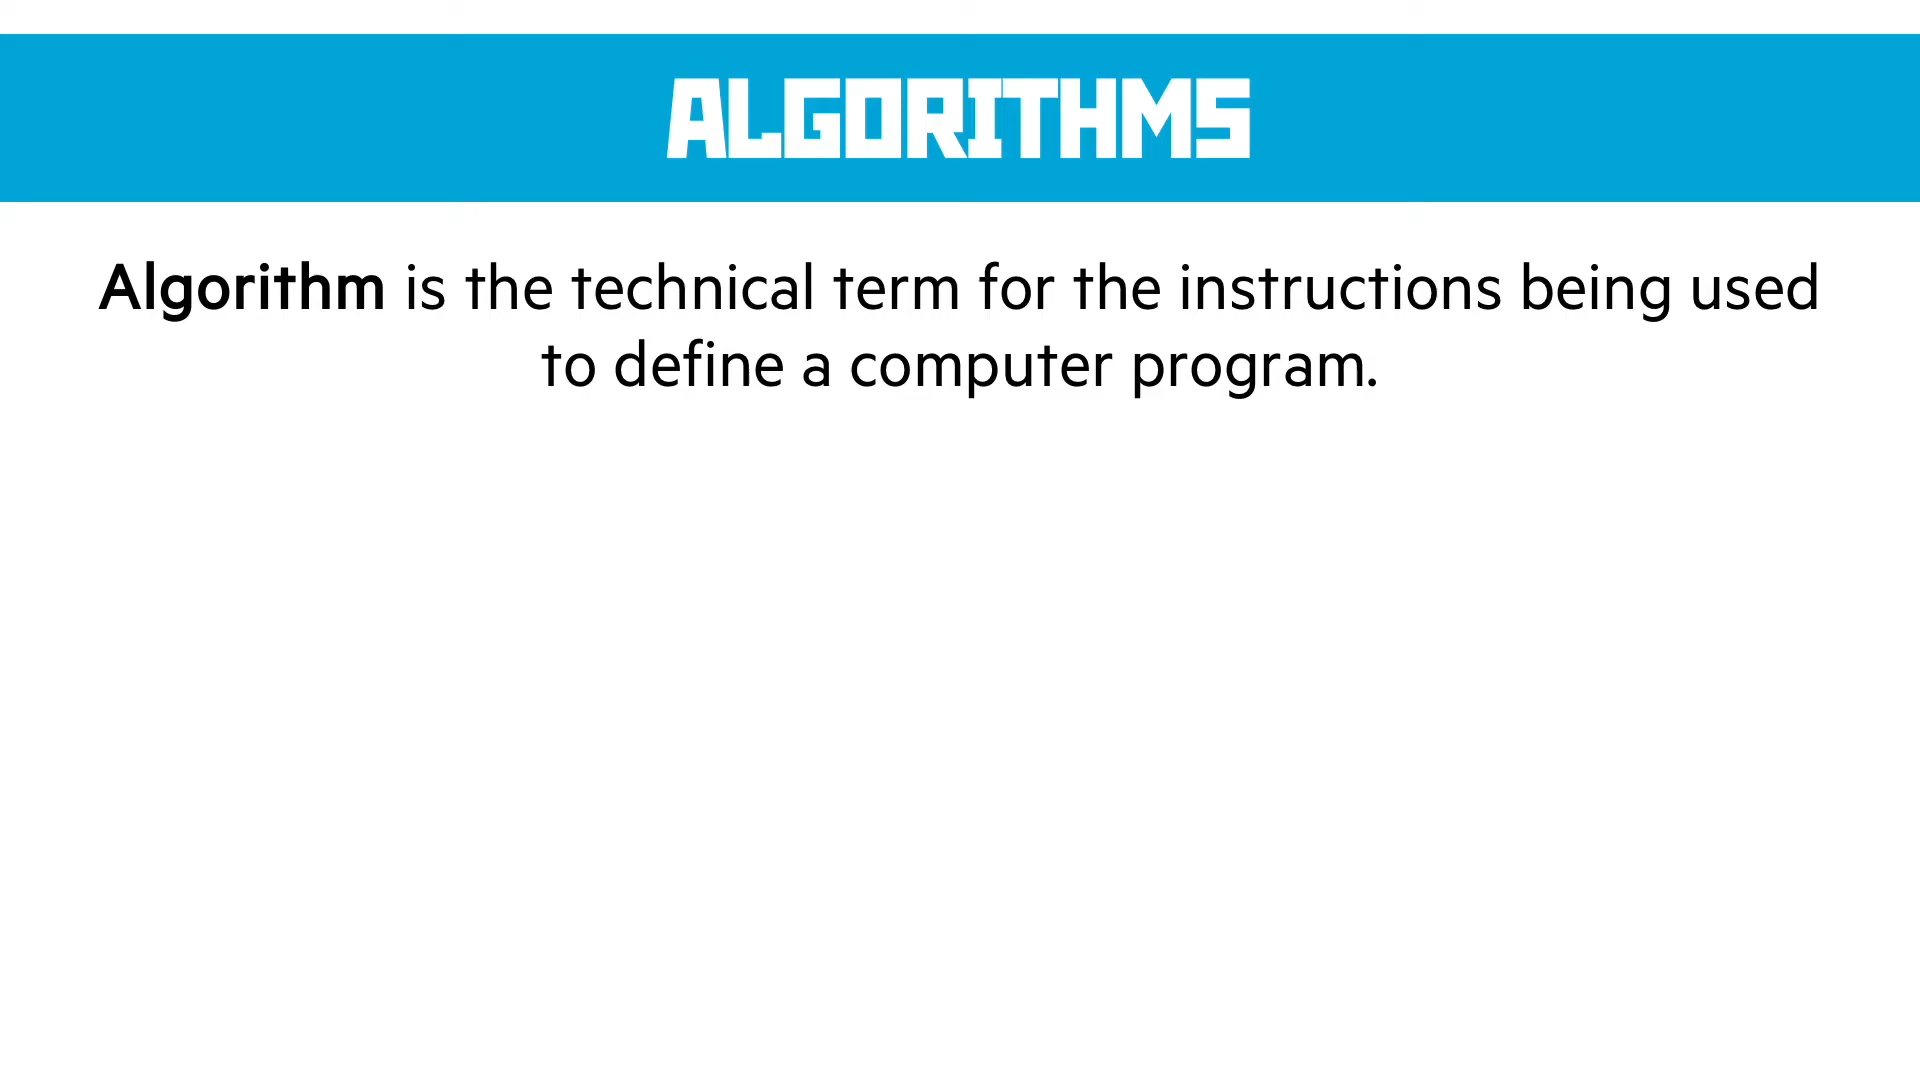 ALGORITHMS
Algorithm is the technical term for the instructions being used
to define a computer program.